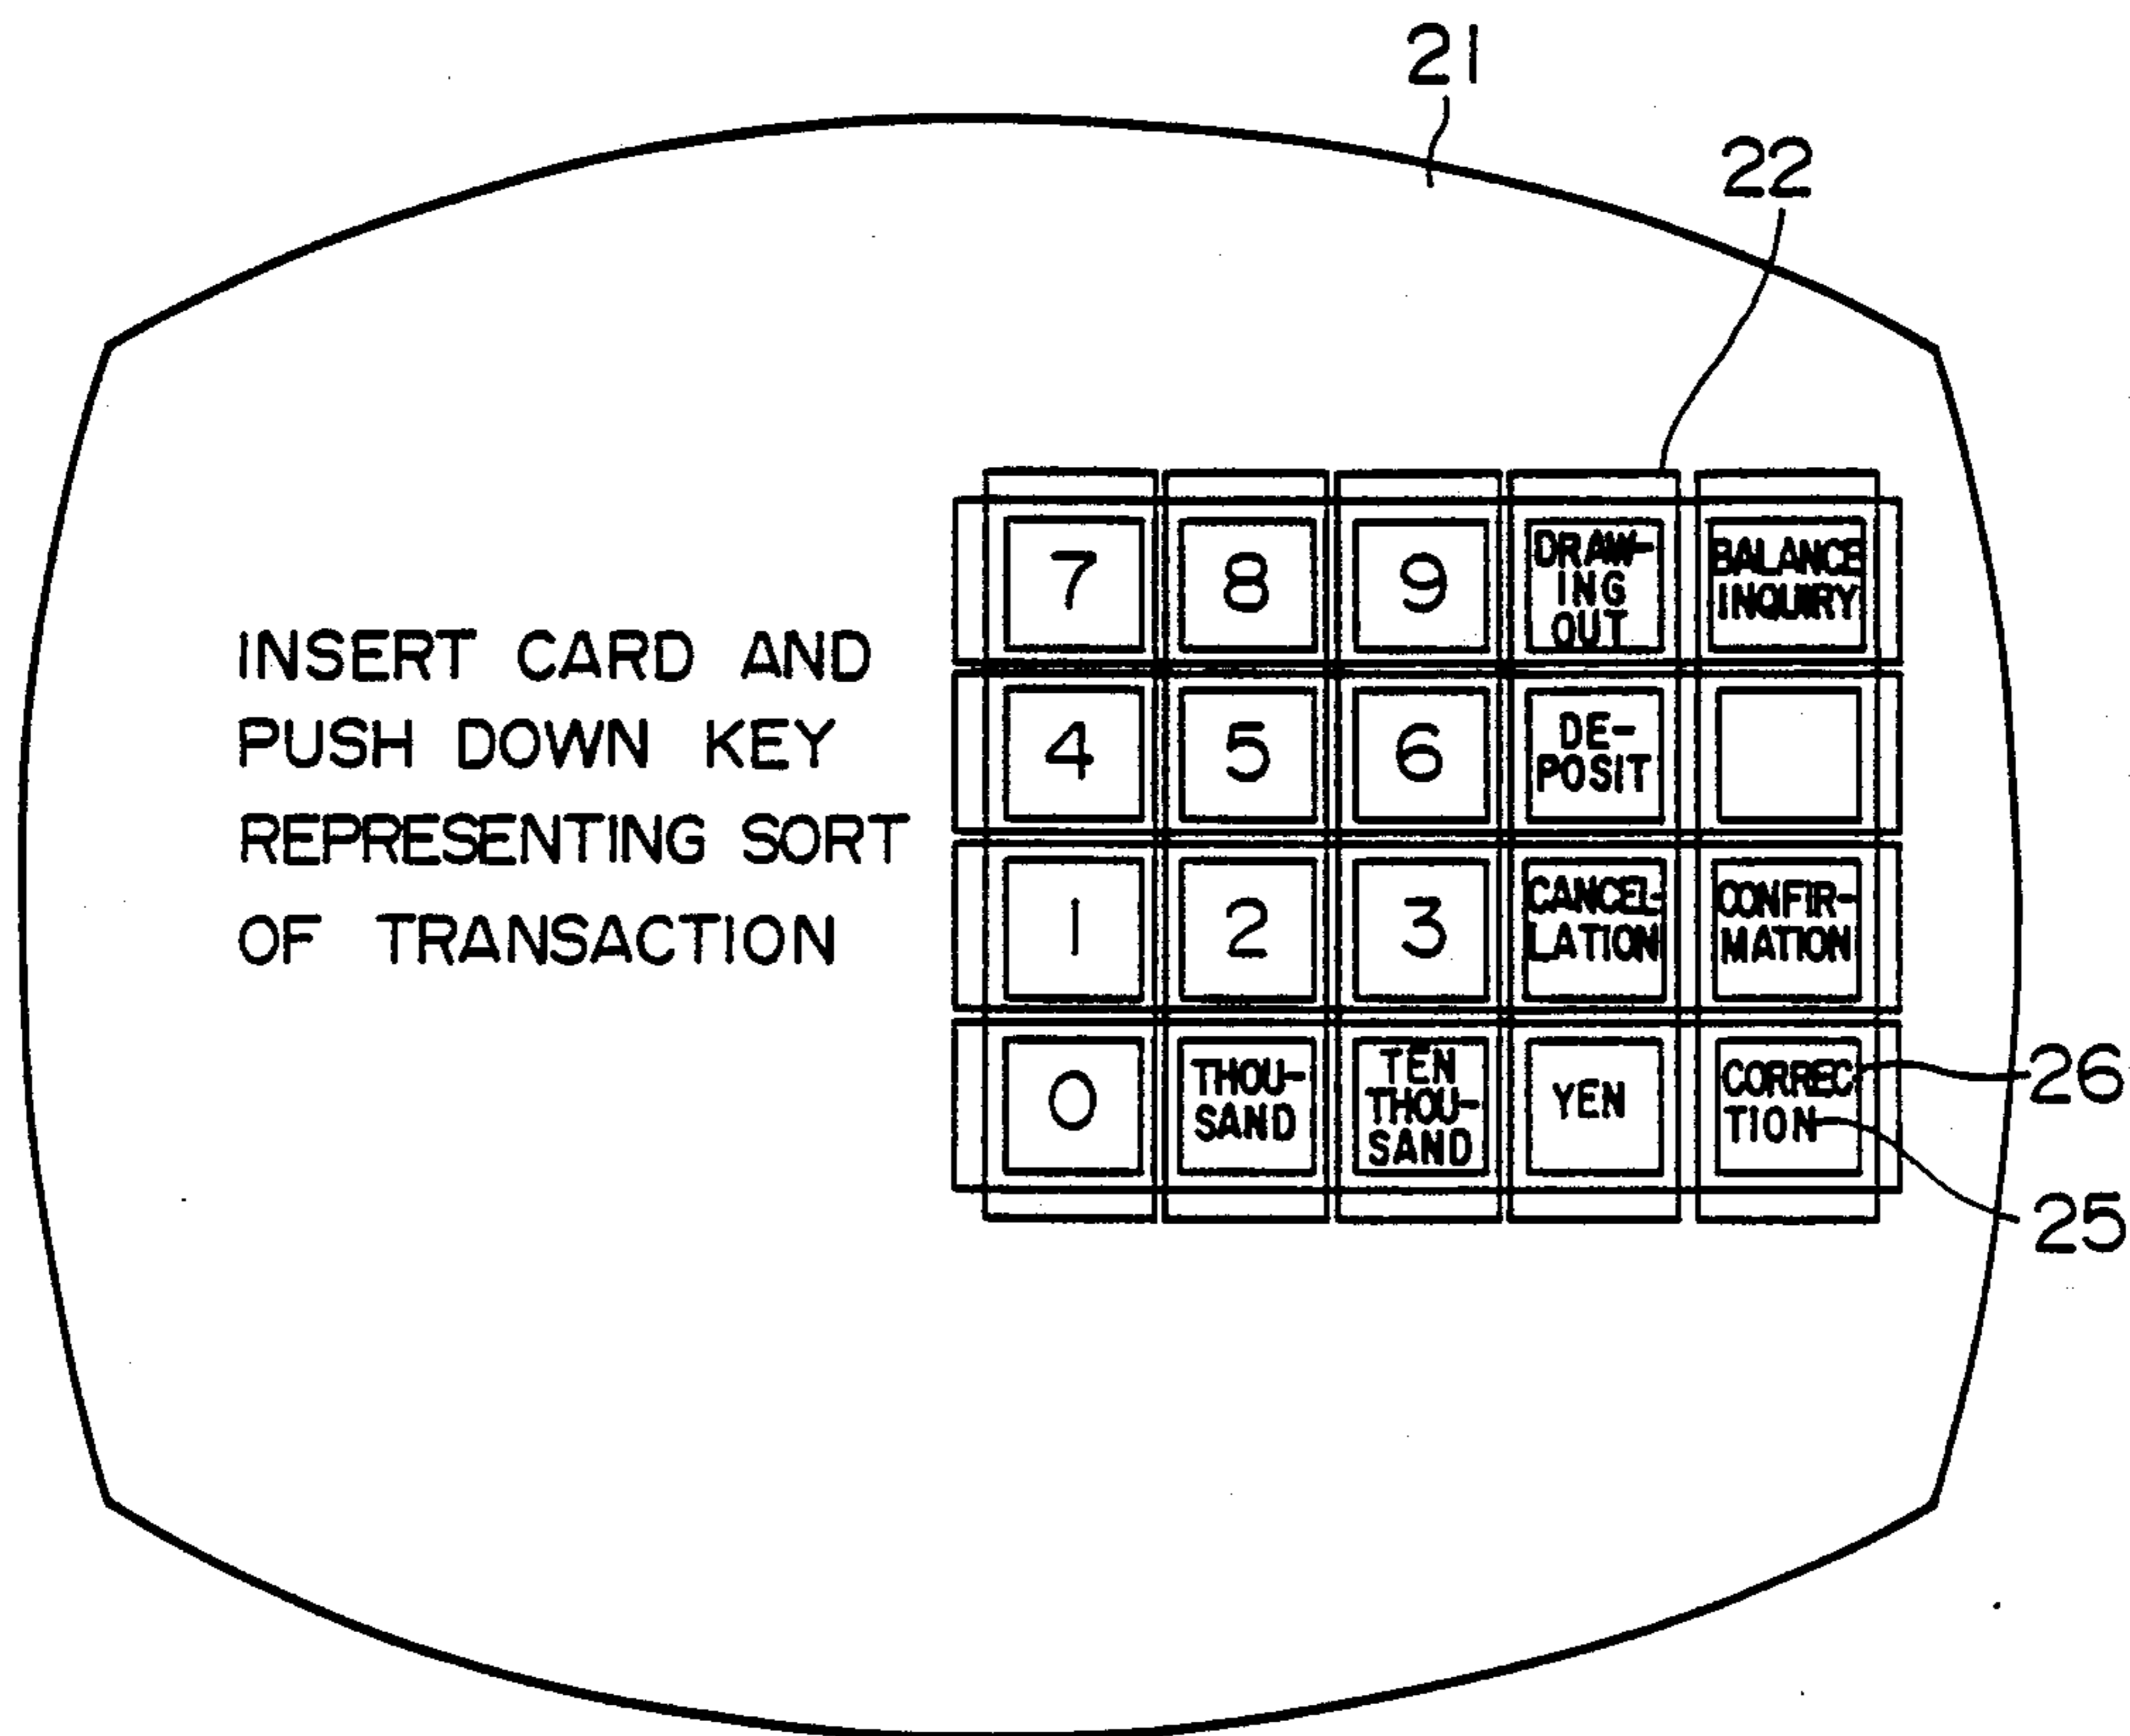 21
22
INSERT CARD AND
PUSH DOWN KEY
REPRESENTING SORT
OF TRANSACTION
7
8
9
DRAW-
ING
OUT
BALANCE
INQUIRY
4
5
6
DE-
POSIT
1
2
3
CANCEL-
LATION
CONFIR-
MATION
0
THOU-
SAND
TEN
THOU-
SAND
YEN
CORREC-
TION
26
25